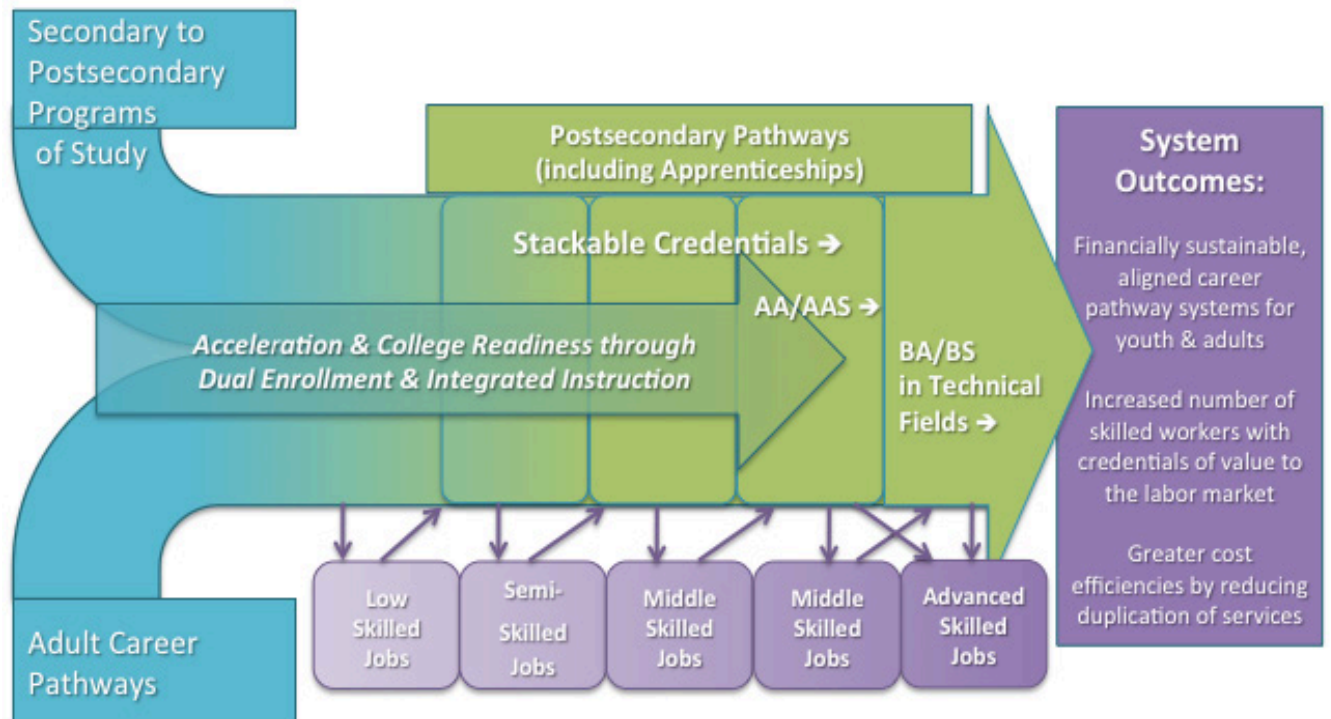 Secondary to
Postsecondary
Programs
of Study
Postsecondary Pathways
(including Apprenticeships)
Stackable Credentials →
AA/AAS →
BA/BS
in Technical
Fields →
Acceleration & College Readiness through
Dual Enrollment & Integrated Instruction
Adult Career
Pathways
Low
Skilled
Jobs
Semi-
Skilled
Jobs
Middle
Skilled
Jobs
Middle
Skilled
Jobs
Advanced
Skilled
Jobs
System
Outcomes:
Financially sustainable,
aligned career
pathway systems for
youth & adults
Increased number of
skilled workers with
credentials of value to
the labor market
Greater cost
efficiencies by reducing
duplication of services